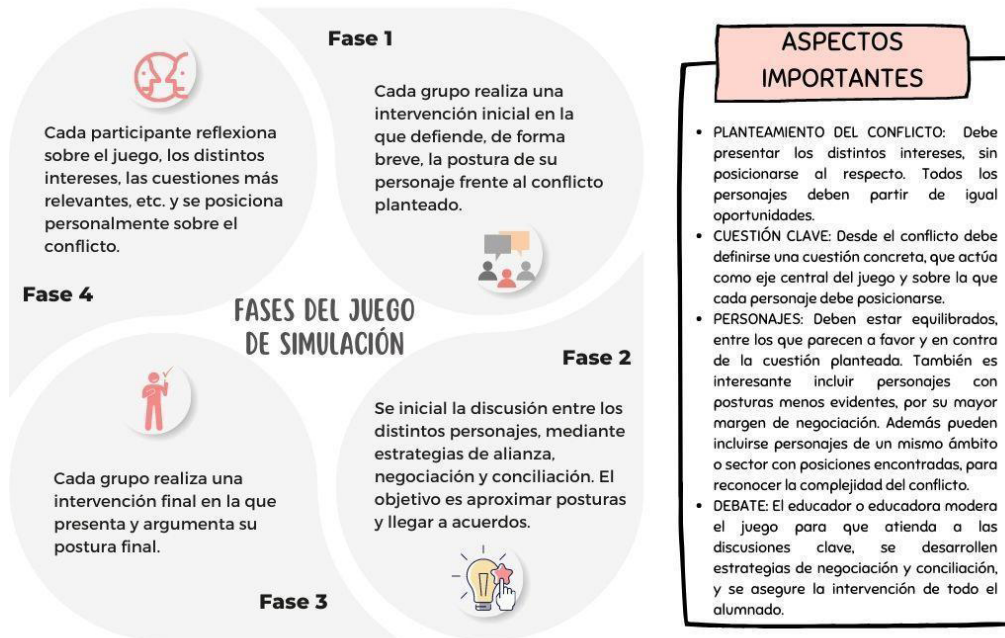 Fase 1
Cada grupo realiza una
intervención inicial en la
que defiende, de forma
breve, la postura de su
personaje frente al conflicto
planteado.
FASES DEL JUEGO
DE SIMULACIÓN
Fase 2
Se inicial la discusión entre los
distintos personajes, mediante
estrategias de alianza,
negociación y conciliación. El
objetivo es aproximar posturas
y llegar a acuerdos.
Cada grupo realiza una
intervención final en la que
presenta y argumenta su
postura final.
Fase 3
Cada participante reflexiona
sobre el juego, los distintos
intereses, las cuestiones más
relevantes, etc. y se posiciona
personalmente sobre el
conflicto.
Fase 4
ASPECTOS
IMPORTANTES
• PLANTEAMIENTO DEL CONFLICTO: Debe
presentar los distintos intereses, sin
posicionarse al respecto. Todos los
personajes deben partir de igual
oportunidades.
• CUESTIÓN CLAVE: Desde el conflicto debe
definirse una cuestión concreta, que actúa
como eje central del juego y sobre la que
cada personaje debe posicionarse.
• PERSONAJES: Deben estar equilibrados,
entre los que parecen a favor y en contra
de la cuestión planteada. También es
interesante incluir personajes con
posturas menos evidentes, por su mayor
margen de negociación. Además pueden
incluirse personajes de un mismo ámbito
o sector con posiciones encontradas, para
reconocer la complejidad del conflicto.
• DEBATE: El educador o educadora modera
el juego para que atienda a las
discusiones clave, se desarrollen
estrategias de negociación y conciliación,
y se asegure la intervención de todo el
alumnado.